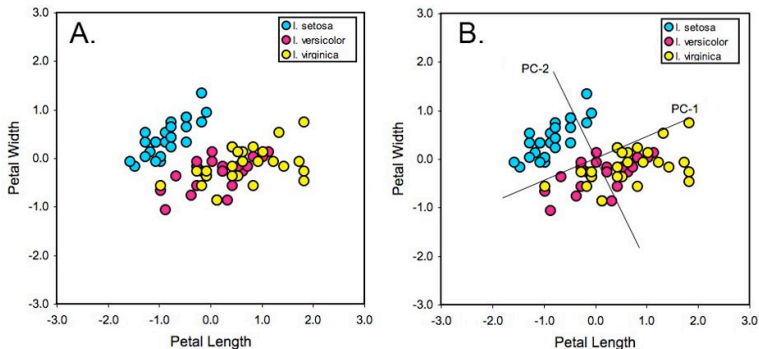 A.
I. setosa
I. versicolor
I. virginica
3.0
2.0
1.0
0.0
-1.0
-2.0
-3.0
Petal Width
-3.0 -2.0 -1.0 0.0 1.0 2.0 3.0
Petal Length
B.
I. setosa
I. versicolor
I. virginica
PC-2
PC-1
3.0
2.0
1.0
0.0
-1.0
-2.0
-3.0
Petal Width
-3.0 -2.0 -1.0 0.0 1.0 2.0 3.0
Petal Length